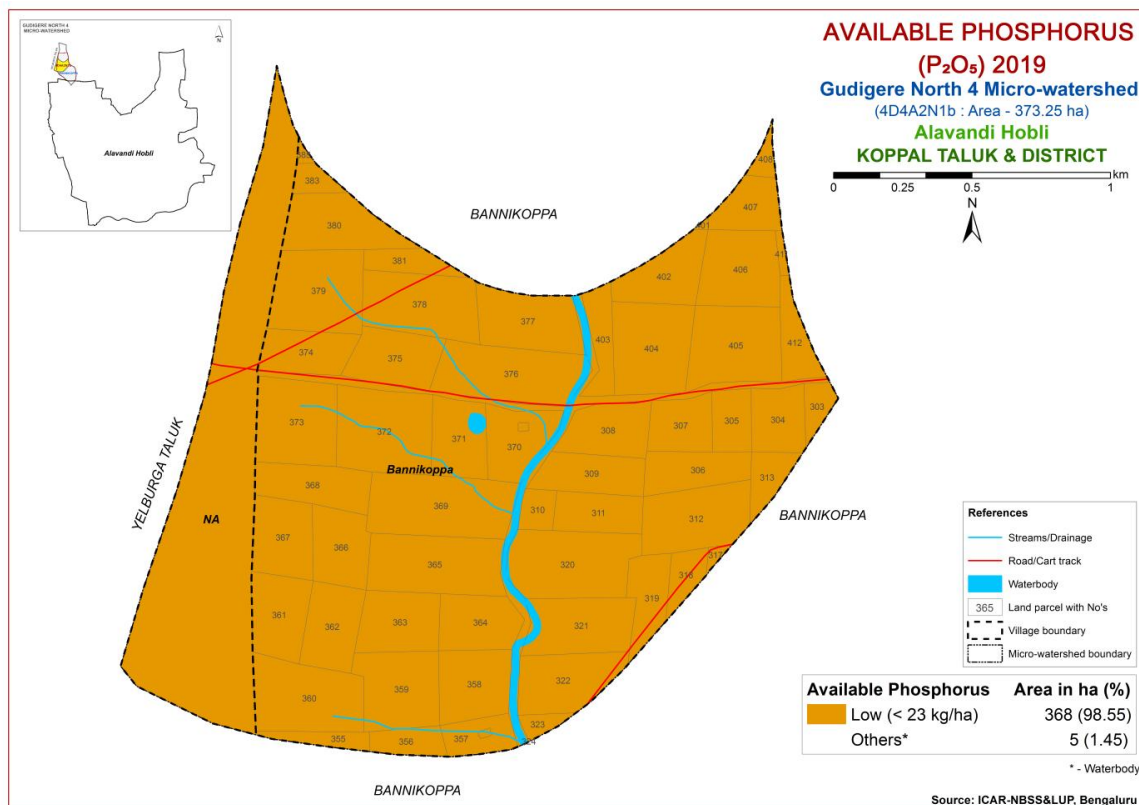 GUDIGERE NORTH 4
MICRO-WATERSHED
N
Alavandi Hobli
AVAILABLE PHOSPHORUS
(P₂O₅) 2019
Gudigere North 4 Micro-watershed
(4D4A2N1b : Area - 373.25 ha)
Alavandi Hobli
KOPPAL TALUK & DISTRICT
km
0 0.25 0.5 1
N
BANNIKOPPA
383
380
381
379
378
377
374
375
376
408
407
401
406
402
403
404
405
412
373
372
371
370
308
307
305
304
303
Bannikoppa
YELBURGA TALUK
NA
368
369
309
306
313
310
311
312
BANNIKOPPA
367
366
365
320
317
318
319
361
362
363
364
321
360
359
358
322
323
355
356
357
324
BANNIKOPPA
References
Streams/Drainage
Road/Cart track
Waterbody
365 Land parcel with No's
Village boundary
Micro-watershed boundary
Available Phosphorus Area in ha (%)
Low (< 23 kg/ha) 368 (98.55)
Others* 5 (1.45)
* - Waterbody
Source: ICAR-NBSS&LUP, Bengaluru